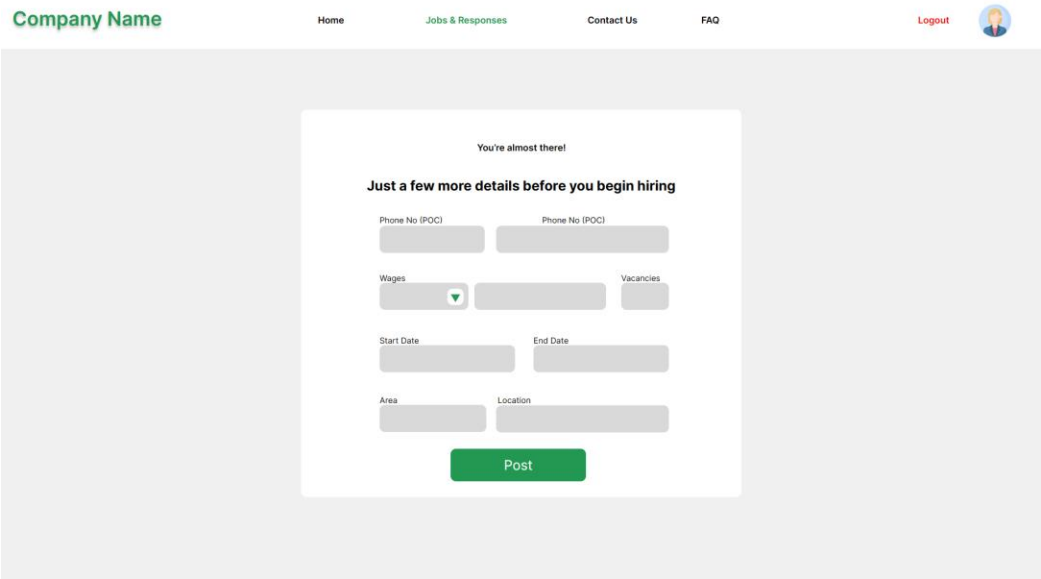 Company Name
Home Jobs & Responses Contact Us FAQ Logout
You're almost there!
Just a few more details before you begin hiring
Phone No (POC) Phone No (POC)
Wages Vacancies
Start Date End Date
Area Location
Post